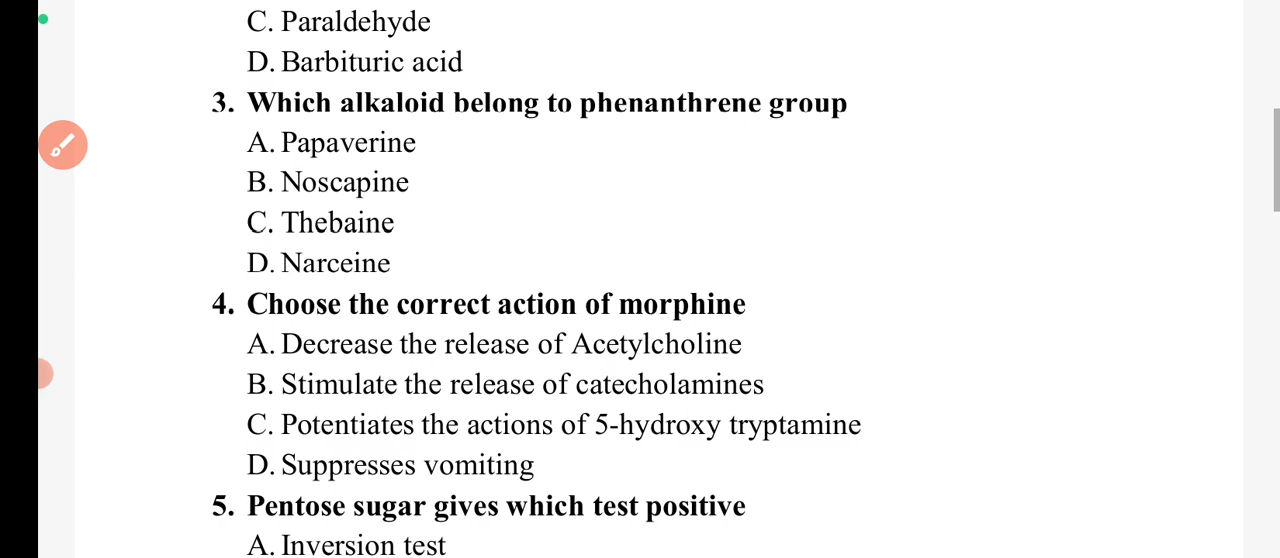 C. Paraldehyde
D. Barbituric acid
3. Which alkaloid belong to phenanthrene group
A. Papaverine
B. Noscapine
C. Thebaine
D. Narceine
4. Choose the correct action of morphine
A. Decrease the release of Acetylcholine
B. Stimulate the release of catecholamines
C. Potentiates the actions of 5-hydroxy tryptamine
D. Suppresses vomiting
5. Pentose sugar gives which test positive
A. Inversion test